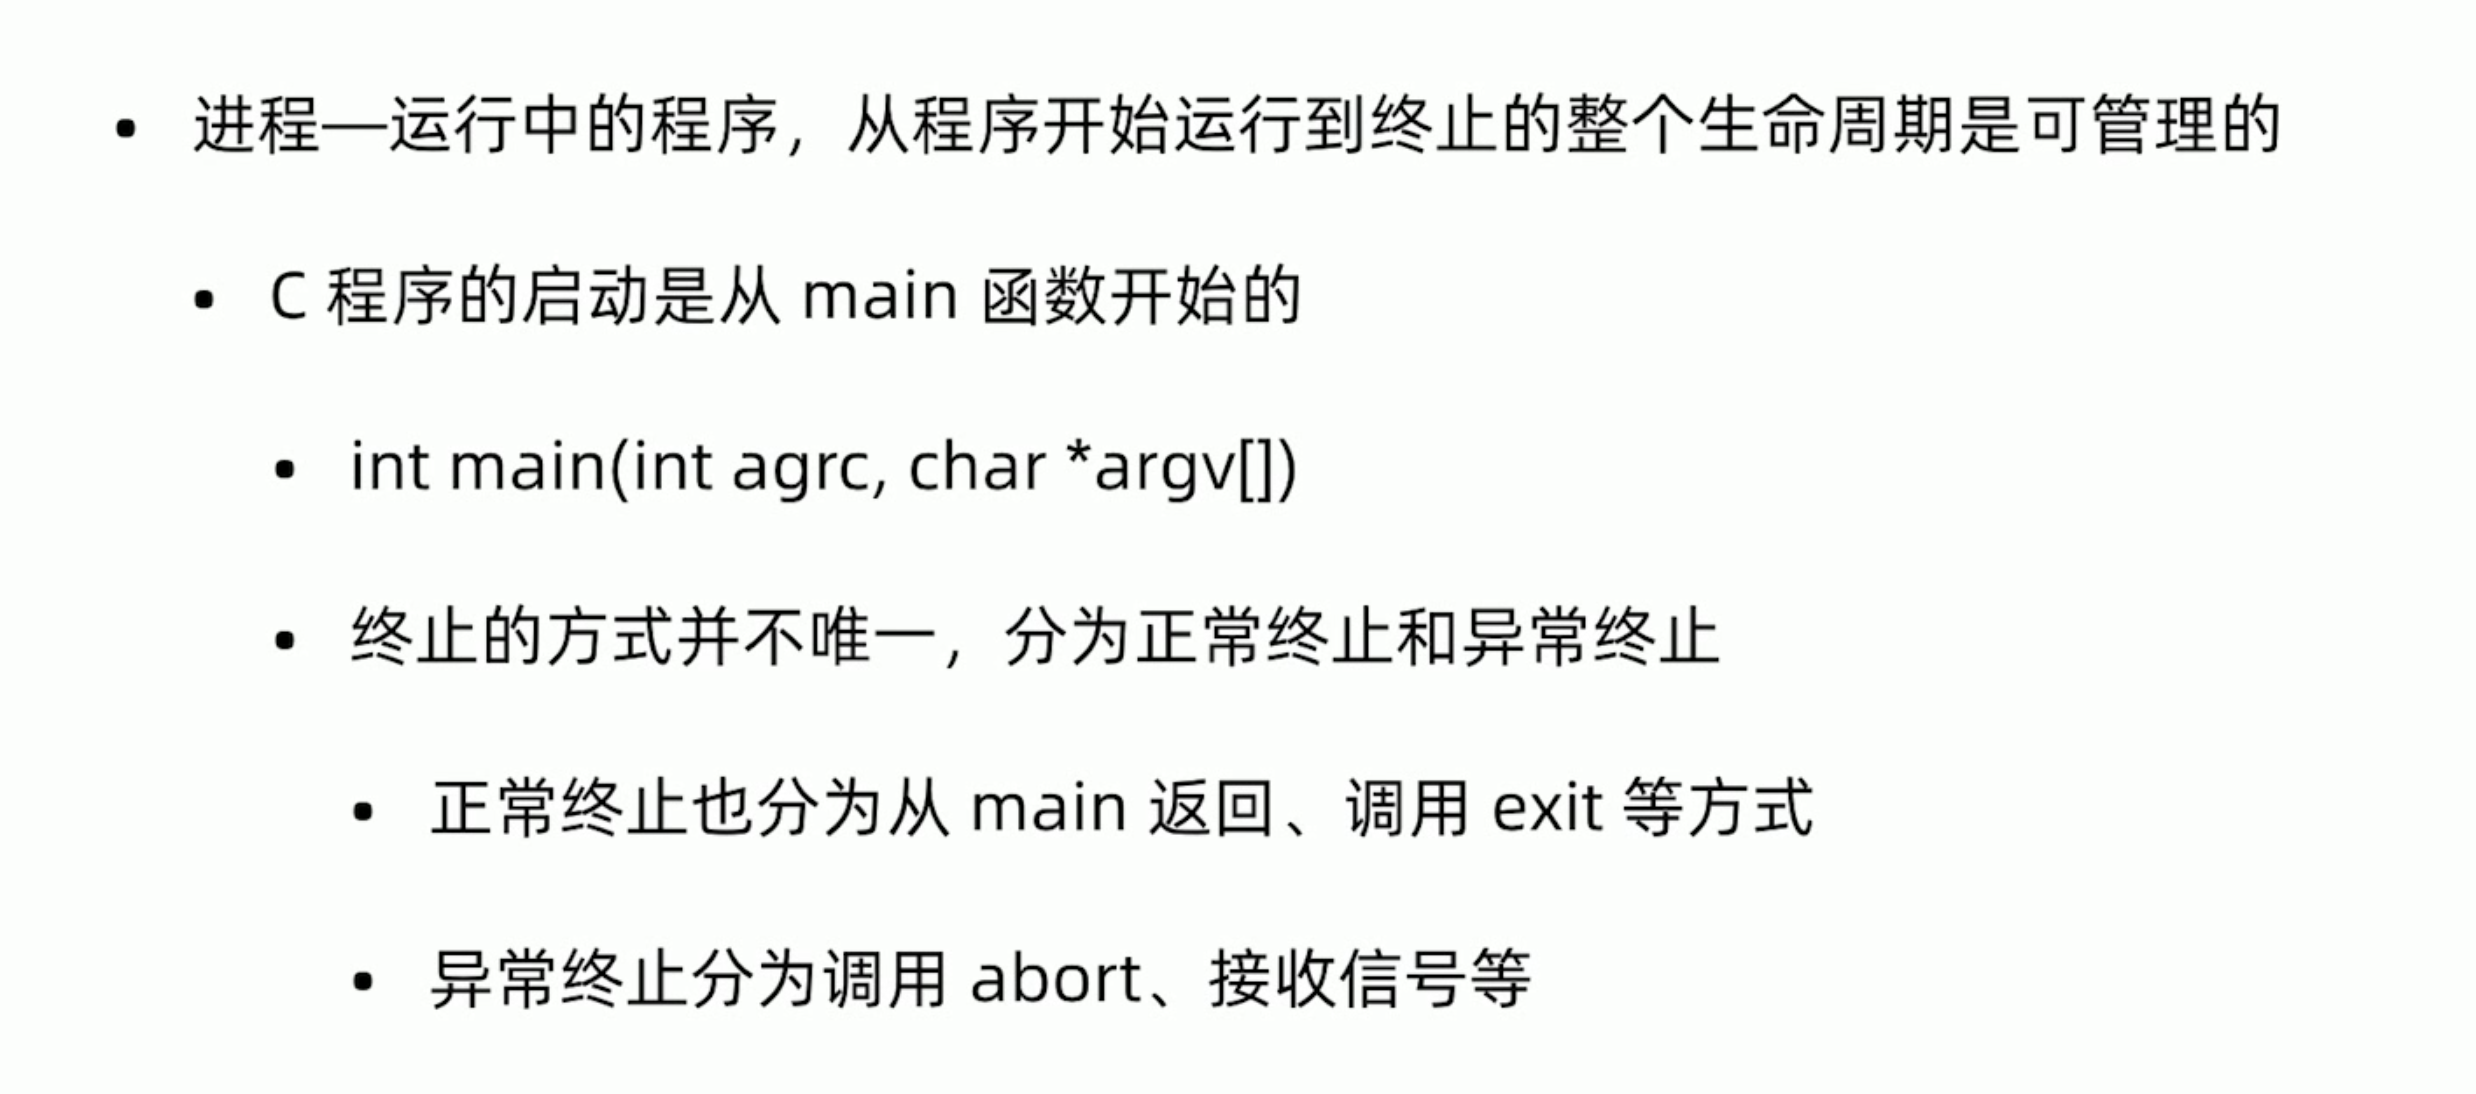 • 进程—运行中的程序，从程序开始运行到终止的整个生命周期是可管理的
• C 程序的启动是从 main 函数开始的
• int main(int agrc, char *argv[])
• 终止的方式并不唯一，分为正常终止和异常终止
• 正常终止也分为从 main 返回、调用 exit 等方式
• 异常终止分为调用 abort、接收信号等